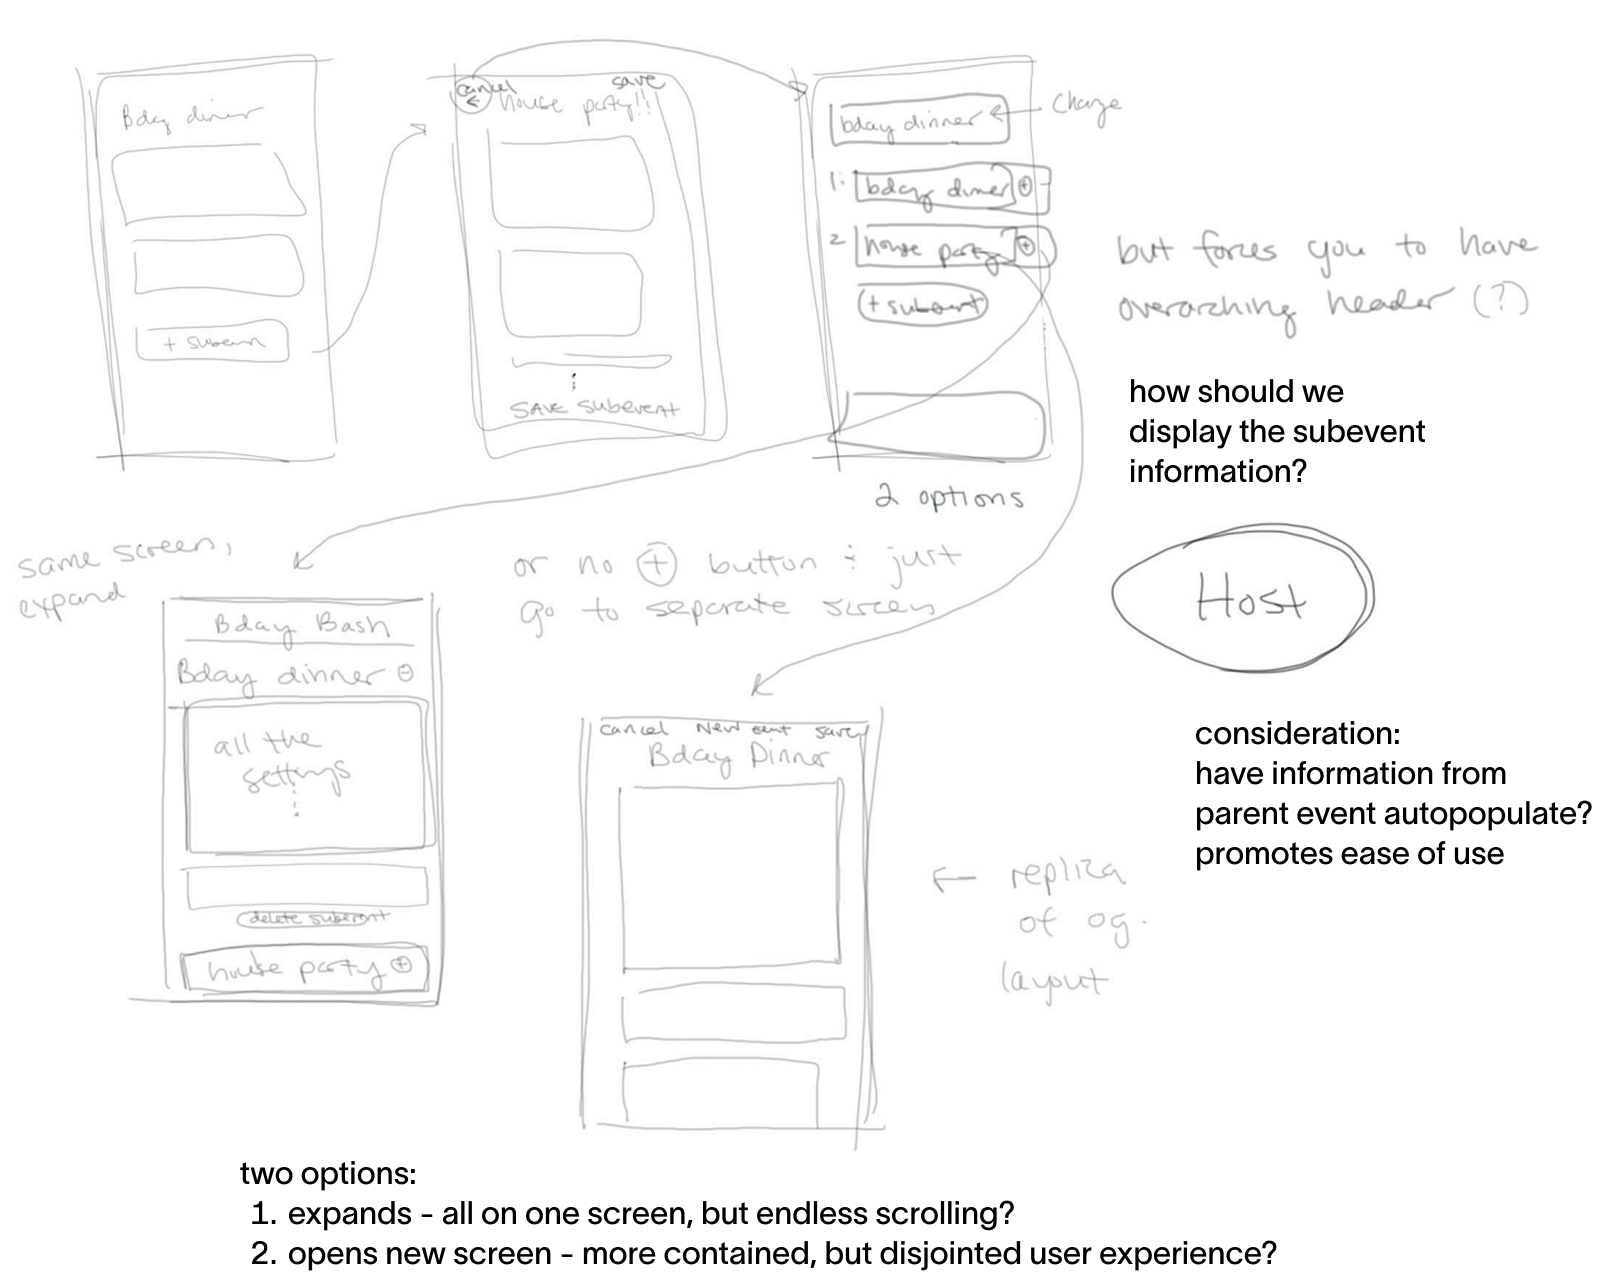 Bday dinner
+ subeven
cancel
save
←
house party!!
SAVE subevent
bday dinner
← Change
1. bday dinner +
2 house party +
+ subevent
but forces you to have
overarching header (?)
how should we
display the subevent
information?
2 options
same screen,
expand
or no + button & just
go to separate screen
Host
Bday Bash
Bday dinner ⊖
all the
settings
delete subevent
house party +
cancel New event save
Bday Dinner
← replica
of og.
layout
consideration:
have information from
parent event autopopulate?
promotes ease of use
two options:
1. expands - all on one screen, but endless scrolling?
2. opens new screen - more contained, but disjointed user experience?